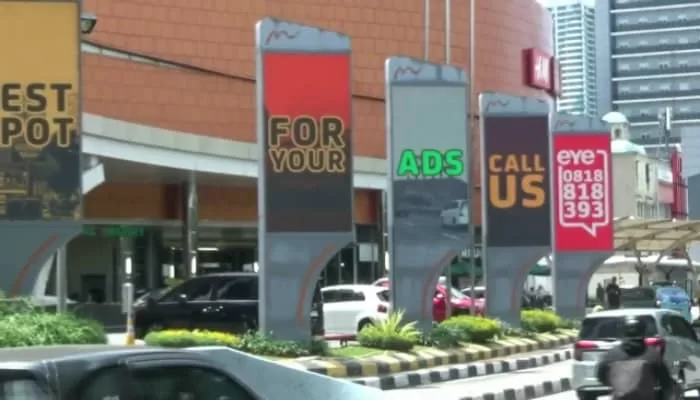 EST
POT
FOR
YOUR
ADS
CALL
US
eye
0818
818
393
H&M